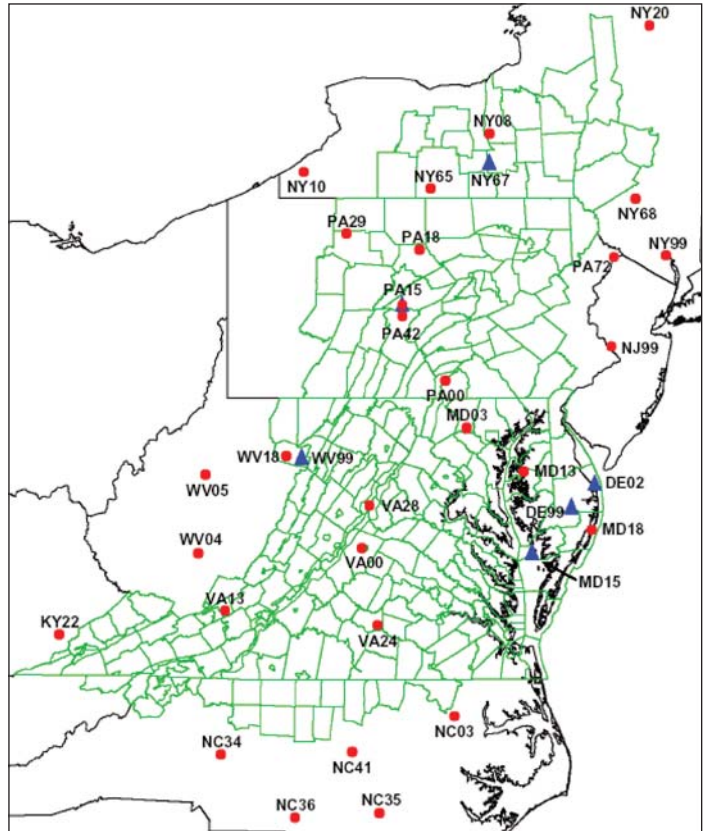 NY20
NY08
NY67
NY10
NY65
NY68
PA29
PA18
NY99
PA72
PA15
PA42
NJ99
PA00
MD03
WV18
WV99
MD13
WV05
DE02
VA28
DE99
MD18
WV04
VA00
MD15
VA13
KY22
VA24
NC03
NC34
NC41
NC36
NC35